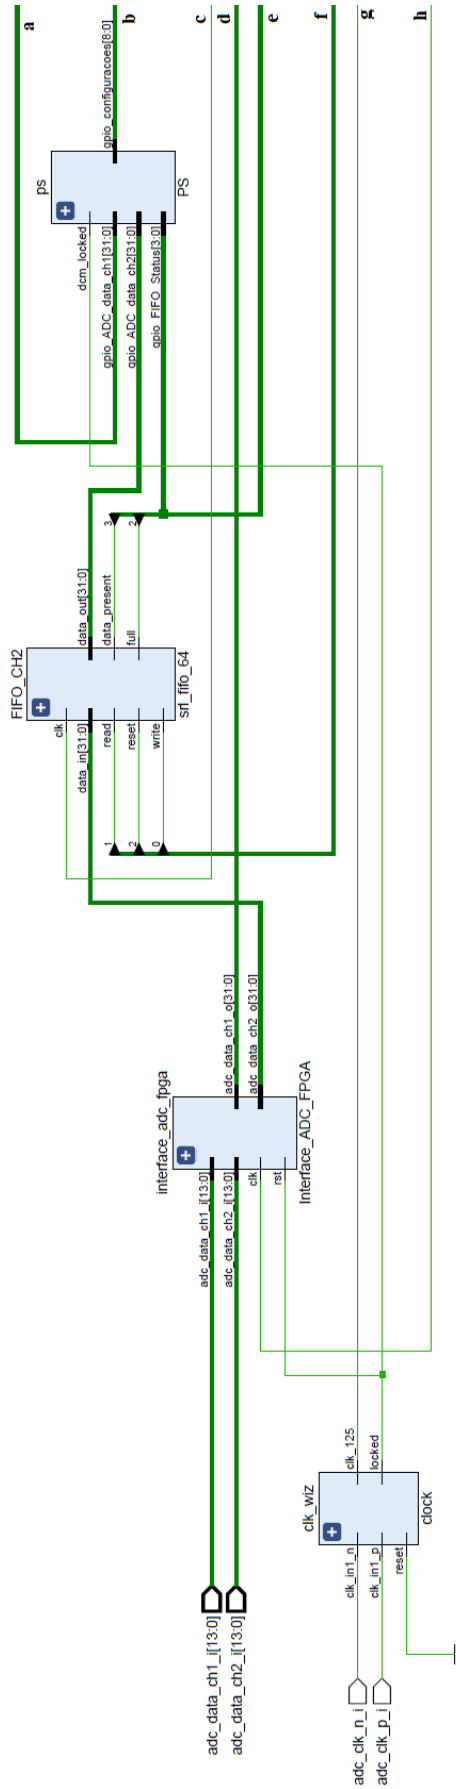 adc_data_ch1_i[13:0]
adc_data_ch2_i[13:0]
adc_clk_n_i
adc_clk_p_i
clk_wiz
clk_in1_n
clk_in1_p
reset
clk_125
locked
clock
interface_adc_fpga
adc_data_ch1_i[13:0]
adc_data_ch2_i[13:0]
clk
rst
adc_data_ch1_o[31:0]
adc_data_ch2_o[31:0]
Interface_ADC_FPGA
FIFO_CH2
clk
data_in[31:0]
read
reset
write
1
2
0
data_out[31:0]
data_present
full
3
2
srl_fifo_64
ps
dcm_locked
gpio_ADC_data_ch1[31:0]
gpio_ADC_data_ch2[31:0]
gpio_FIFO_Status[3:0]
gpio_configuracoes[8:0]
PS
a
b
c
d
e
f
g
h